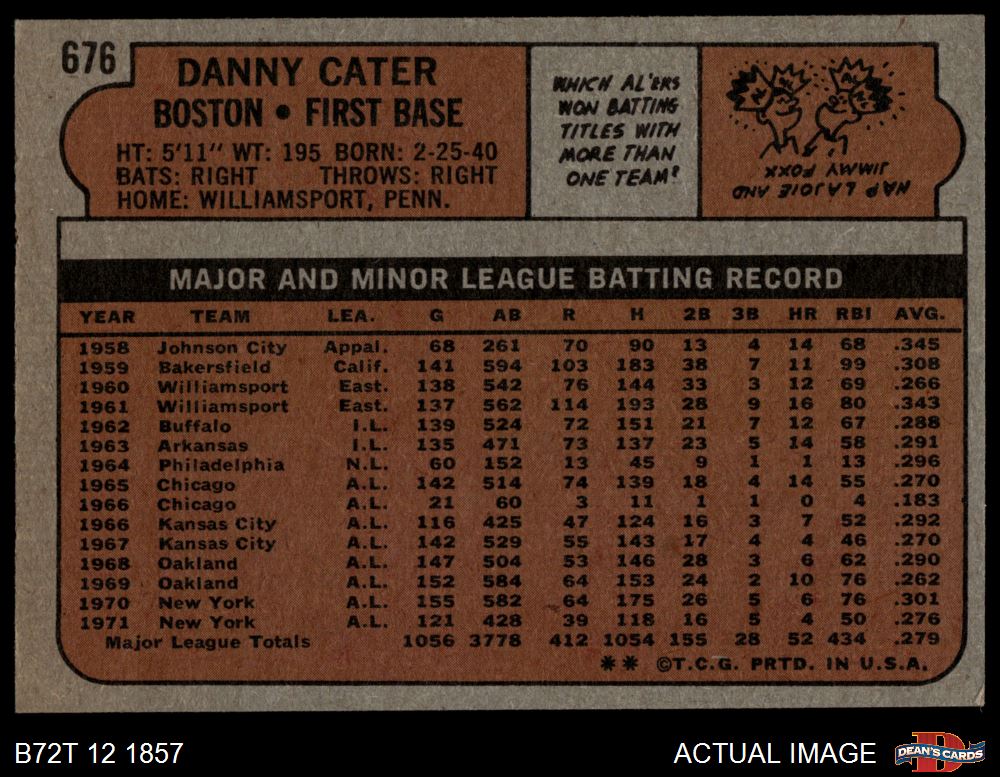 676
DANNY CATER
BOSTON • FIRST BASE
HT: 5'11" WT: 195 BORN: 2-25-40
BATS: RIGHT THROWS: RIGHT
HOME: WILLIAMSPORT, PENN.
WHICH AL'ERS
WON BATTING
TITLES WITH
MORE THAN
ONE TEAM?
NAP LAJOIE AND
JIMMY FOXX
MAJOR AND MINOR LEAGUE BATTING RECORD
YEAR TEAM LEA. G AB R H 2B 3B HR RBI AVG.
1958 Johnson City Appal. 68 261 70 90 13 4 14 68 .345
1959 Bakersfield Calif. 141 594 103 183 38 7 11 99 .308
1960 Williamsport East. 138 542 76 144 33 3 12 69 .266
1961 Williamsport East. 137 562 114 193 28 9 16 80 .343
1962 Buffalo I.L. 139 524 72 151 21 7 12 67 .288
1963 Arkansas I.L. 135 471 73 137 23 5 14 58 .291
1964 Philadelphia N.L. 60 152 13 45 9 1 1 13 .296
1965 Chicago A.L. 142 514 74 139 18 4 14 55 .270
1966 Chicago A.L. 21 60 3 11 1 1 0 4 .183
1966 Kansas City A.L. 116 425 47 124 16 3 7 52 .292
1967 Kansas City A.L. 142 529 55 143 17 4 4 46 .270
1968 Oakland A.L. 147 504 53 146 28 3 6 62 .290
1969 Oakland A.L. 152 584 64 153 24 2 10 76 .262
1970 New York A.L. 155 582 64 175 26 5 6 76 .301
1971 New York A.L. 121 428 39 118 16 5 4 50 .276
Major League Totals 1056 3778 412 1054 155 28 52 434 .279
** ©T.C.G. PRTD. IN U.S.A.
B72T 12 1857
ACTUAL IMAGE
D
DEAN'S CARDS